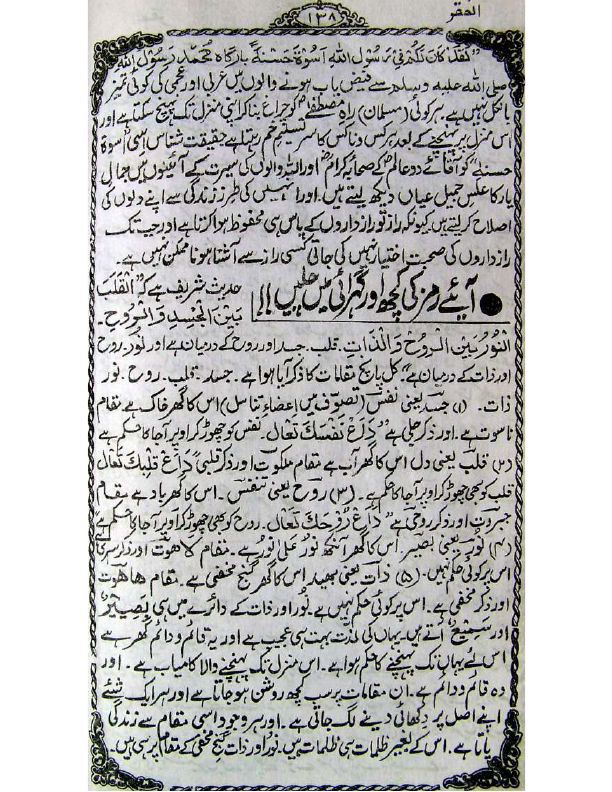 الفقر
١٣٨
"لَقَدْ كَانَ لَكُمْ فِیْ رَسُوْلِ اللّٰهِ اُسْوَةٌ حَسَنَةٌ" بارگاہ محمد رسول اللہ
صلی اللہ علیہ وسلم سے فیض یاب ہونے والوں میں عربی اور عجمی کی کوئی تمیز
بالکل نہیں ہے ہر کوئی (مسلمان) راہِ مصطفےٰ کو چراغ بنا کر اپنی منزل تک پہنچ سکتا ہے اور
اس منزل پر پہنچنے کے بعد ہر کس و ناکس کا سر تسلیم خم رہتا ہے حقیقت شناس اسی "اسوۃ
حسنہ" کو آقائے دو عالم کے صحابہ کرام اور اللہ والوں کی سیرت کے آئینوں میں جمالِ
یار کا عکسِ جمیل عیاں دیکھ لیتے ہیں۔ اور انہیں کی طرز زندگی سے اپنے دلوں کی
اصلاح کر لیتے ہیں۔ کیونکہ راز تو رازداروں کے پاس ہی محفوظ ہوا کرتا ہے اور جب تک
رازداروں کی صحبت اختیار نہیں کی جاتی کسی راز سے آشنا ہونا ممکن نہیں ہے۔
● آیئے رمز کی کچھ اور گہرائی میں چلیں!!! حدیث شریف ہے کہ "اَلْقَلْبُ
بَیْنَ الْجَسَدِ وَالرُّوْحِ۔
النُّوْرُ بَیْنَ الرُّوْحِ وَالذَّاتِ۔ قلب۔ جسد اور روح کے درمیان ہے اور نُور۔ روح
اور ذات کے درمیان ہے" کل پانچ مقامات کا ذکر آیا ہوا ہے۔ جسد۔ قلب۔ روح۔ نور
ذات۔ (۱) جسد یعنی نفس (تصوف میں اعضاء تناسل) اس کا گھر خاک ہے مقام
ناسوت ہے۔ اور ذکر جلی ہے "دَاعْ نَفْسَكَ تَعَال۔ نفس کو چھوڑ کر اوپر آجا کا حکم ہے
(۲) قلب یعنی دل اس کا گھر آب ہے مقام ملکوت اور ذکر قلبی "دَاعْ قَلْبَكَ تَعَال
قلب کو بھی چھوڑ کر اوپر آجا کا حکم ہے۔ (۳) روح یعنی تنفس۔ اس کا گھر باد ہے مقام
جبروت اور ذکر روحی ہے "دَاعْ رُوْحَكَ تَعَال۔ روح کو بھی چھوڑ کر اوپر آجا کا حکم ہے
(۴) نُور یعنی بصیر۔ اس کا گھر آنکھ نورٌ علیٰ نور ہے۔ مقام لاھوت اور ذکر سری
اس پر کوئی حکم نہیں۔ (۵) ذات یعنی بھید اس کا گھر گنج مخفی ہے۔ مقام ھاھوت
اور ذکر مخفی ہے۔ اس پر کوئی حکم نہیں ہے۔ نور اور ذات کے دائرے میں ہی بَصِیْرٌ
اور سَمِیْعٌ آتے ہیں۔ یہاں کی لذت بہت ہی عجیب ہے اور یہ قائم و دائم گھر ہے
اس لئے یہاں تک پہنچنے کا حکم ہوا ہے۔ اس منزل تک پہنچنے والا کامیاب ہے۔ اور
وہ قائم و دائم ہے۔ ان مقامات پر سب کچھ روشن ہو جاتا ہے اور ہر ایک شئے
اپنے اصل پر دکھائی دینے لگ جاتی ہے۔ اور ہر وجود اسی مقام سے زندگی
پاتا ہے۔ اس کے بغیر ظلمات ہی ظلمات ہیں۔ نور اور ذات گنج مخفی کے مقام پر ہی ہیں۔